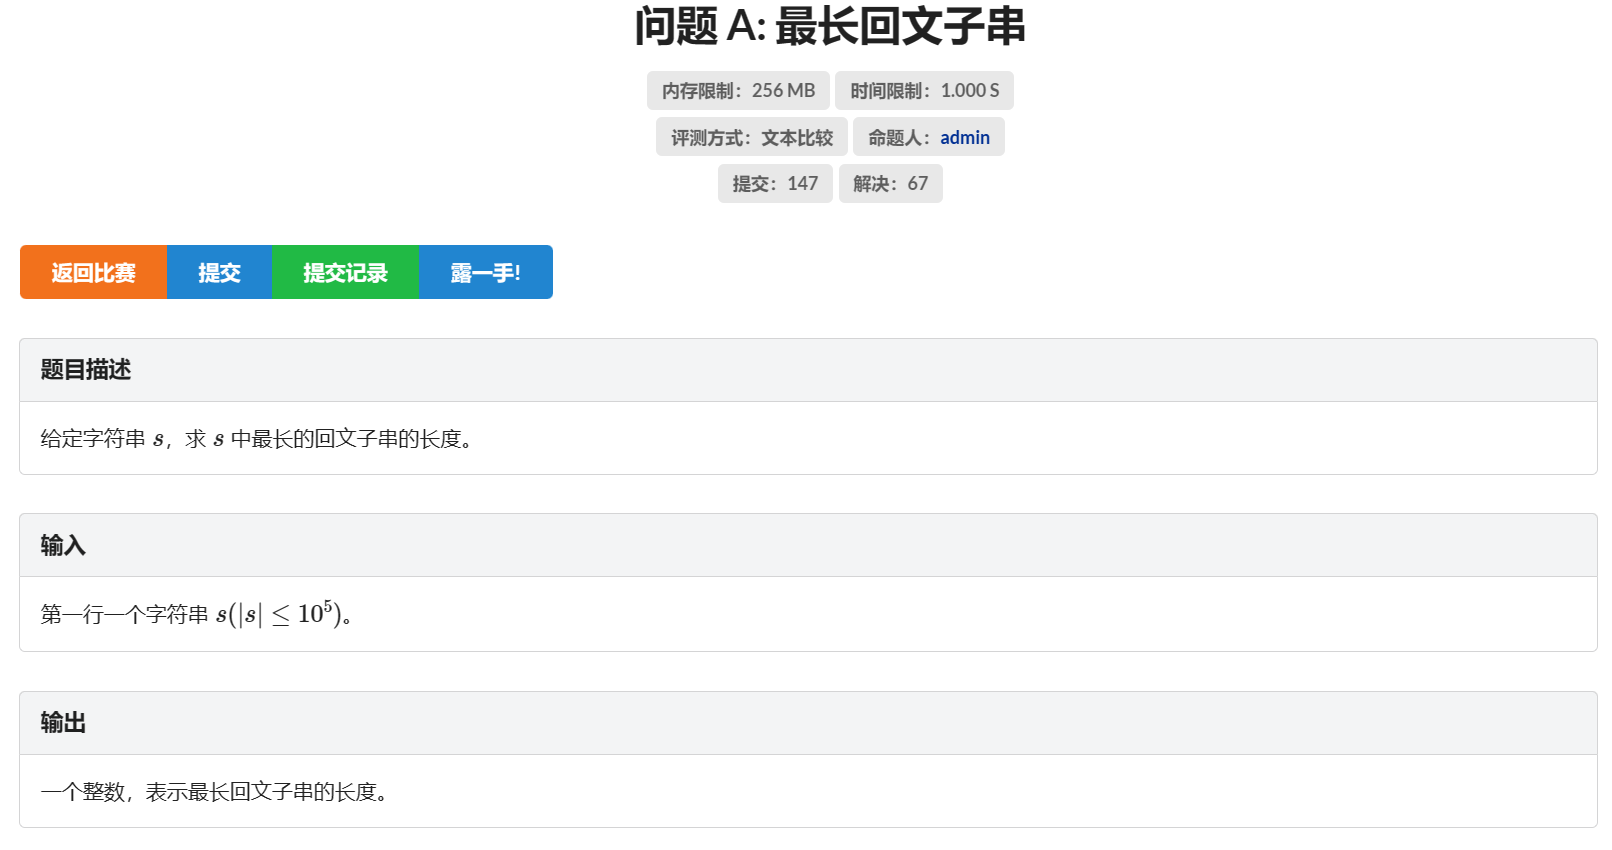 问题 A: 最长回文子串
内存限制：256 MB 时间限制：1.000 S
评测方式：文本比较 命题人：admin
提交：147 解决：67
返回比赛 提交 提交记录 露一手!
题目描述
给定字符串 s，求 s 中最长的回文子串的长度。
输入
第一行一个字符串 s(|s| ≤ 10⁵)。
输出
一个整数，表示最长回文子串的长度。